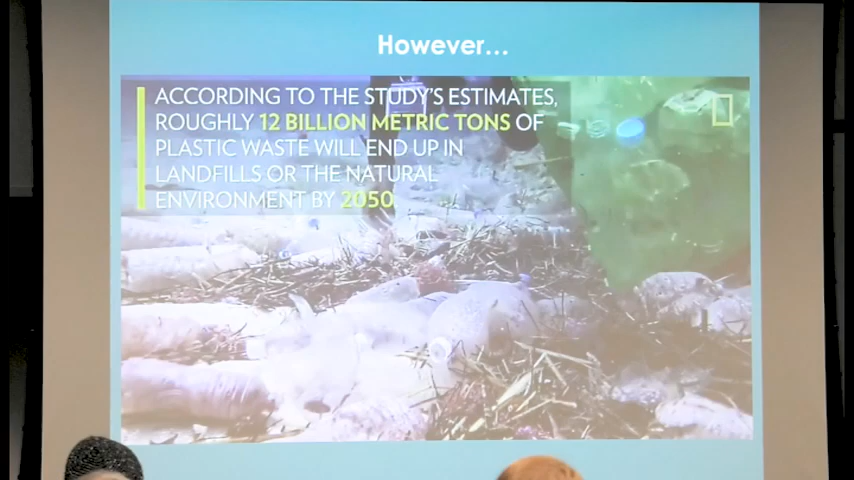 However...
ACCORDING TO THE STUDY'S ESTIMATES,
ROUGHLY 12 BILLION METRIC TONS OF
PLASTIC WASTE WILL END UP IN
LANDFILLS OR THE NATURAL
ENVIRONMENT BY 2050